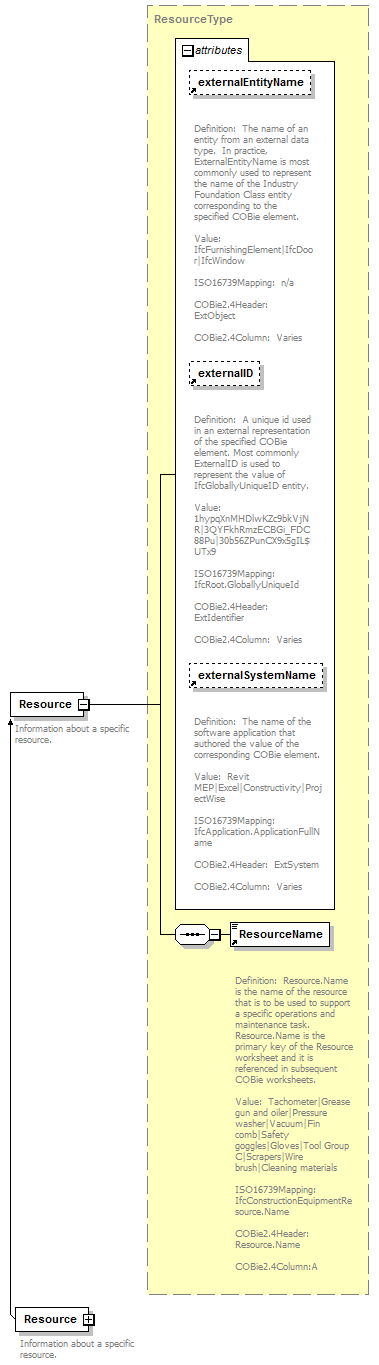 ResourceType
attributes
externalEntityName
Definition:  The name of an
entity from an external data
type.  In practice,
ExternalEntityName is most
commonly used to represent
the name of the Industry
Foundation Class entity
corresponding to the
specified COBie element.
Value:
IfcFurnishingElement|IfcDoo
r|IfcWindow
ISO16739Mapping:  n/a
COBie2.4Header:
ExtObject
COBie2.4Column:  Varies
externalID
Definition:  A unique id used
in an external representation
of the specified COBie
element. Most commonly
ExternalID is used to
represent the value of
IfcGloballyUniqueID entity.
Value:
1hypqXnMHDlwKZc9bkVjN
R|3QYFkhRmzECBGi_FDC
88Pu|30b56ZPunCX9x5gIL$
UTx9
ISO16739Mapping:
IfcRoot.GloballyUniqueId
COBie2.4Header:
ExtIdentifier
COBie2.4Column:  Varies
externalSystemName
Definition:  The name of the
software application that
authored the value of the
corresponding COBie element.
Value:  Revit
MEP|Excel|Constructivity|Proj
ectWise
ISO16739Mapping:
IfcApplication.ApplicationFullN
ame
COBie2.4Header:  ExtSystem
COBie2.4Column:  Varies
Resource
Information about a specific
resource.
ResourceName
Definition:  Resource.Name
is the name of the resource
that is to be used to support
a specific operations and
maintenance task.
Resource.Name is the
primary key of the Resource
worksheet and it is
referenced in subsequent
COBie worksheets.
Value:  Tachometer|Grease
gun and oiler|Pressure
washer|Vacuum|Fin
comb|Safety
goggles|Gloves|Tool Group
C|Scrapers|Wire
brush|Cleaning materials
ISO16739Mapping:
IfcConstructionEquipmentRe
source.Name
COBie2.4Header:
Resource.Name
COBie2.4Column:A
Resource
Information about a specific
resource.